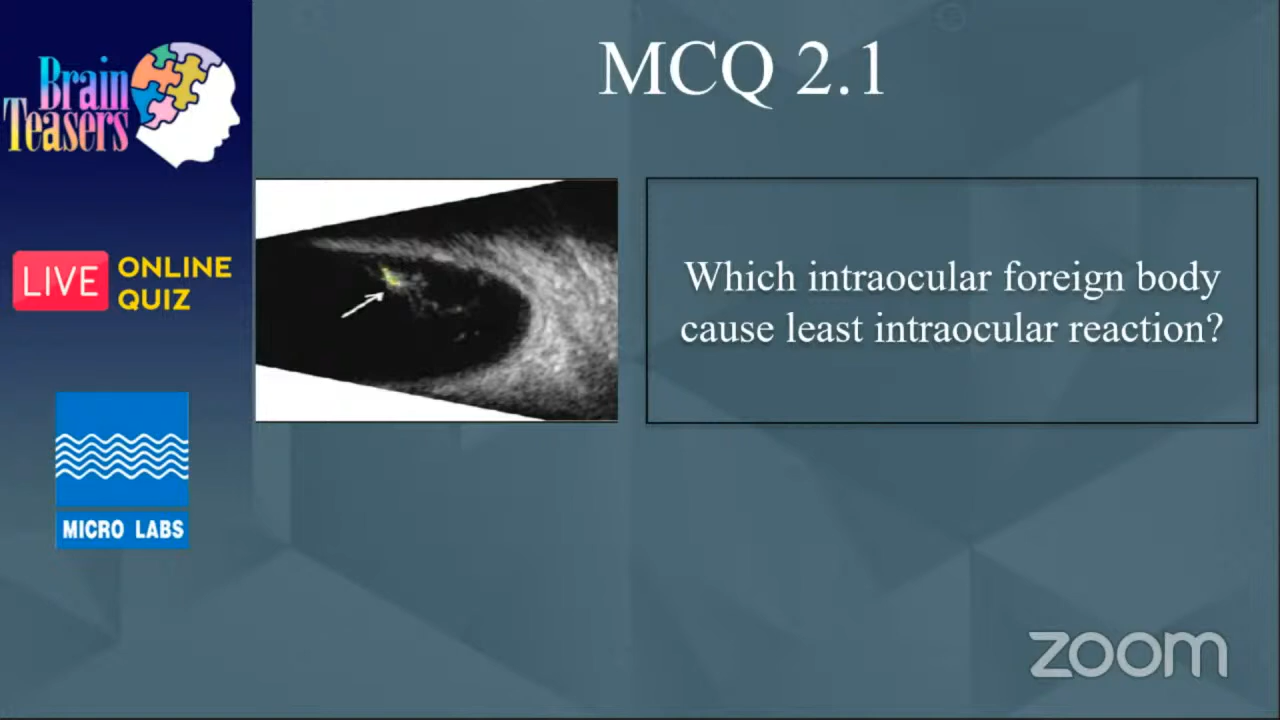 MCQ 2.1
Brain
Teasers
LIVE ONLINE
QUIZ
Which intraocular foreign body
cause least intraocular reaction?
MICRO LABS
zoom